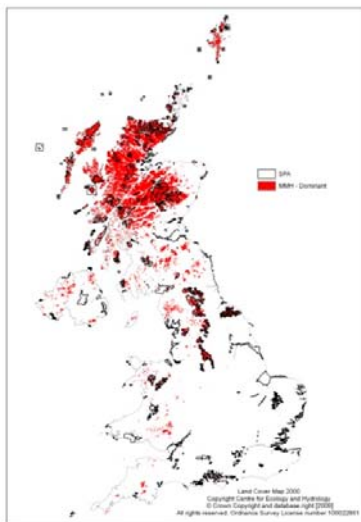 SPA
MMH - Dominant
Land Cover Map 2000
Copyright Centre for Ecology and Hydrology
© Crown Copyright and database right [2009]
All rights reserved. Ordnance Survey License number 100022861